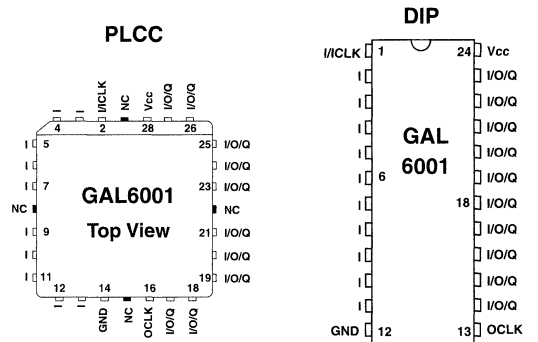 PLCC
I
I
I/ICLK
NC
Vcc
I/O/Q
I/O/Q
4 2 28 26
I 5 25 I/O/Q
I I/O/Q
I 7 GAL6001 23 I/O/Q
NC Top View NC
I 9 21 I/O/Q
I I/O/Q
I 11 19 I/O/Q
12 14 16 18
I
I
GND
NC
OCLK
I/O/Q
I/O/Q
DIP
I/ICLK 1 24 Vcc
I I/O/Q
I I/O/Q
I GAL I/O/Q
I 6001 I/O/Q
I 6 I/O/Q
I 18 I/O/Q
I I/O/Q
I I/O/Q
I I/O/Q
I I/O/Q
GND 12 13 OCLK